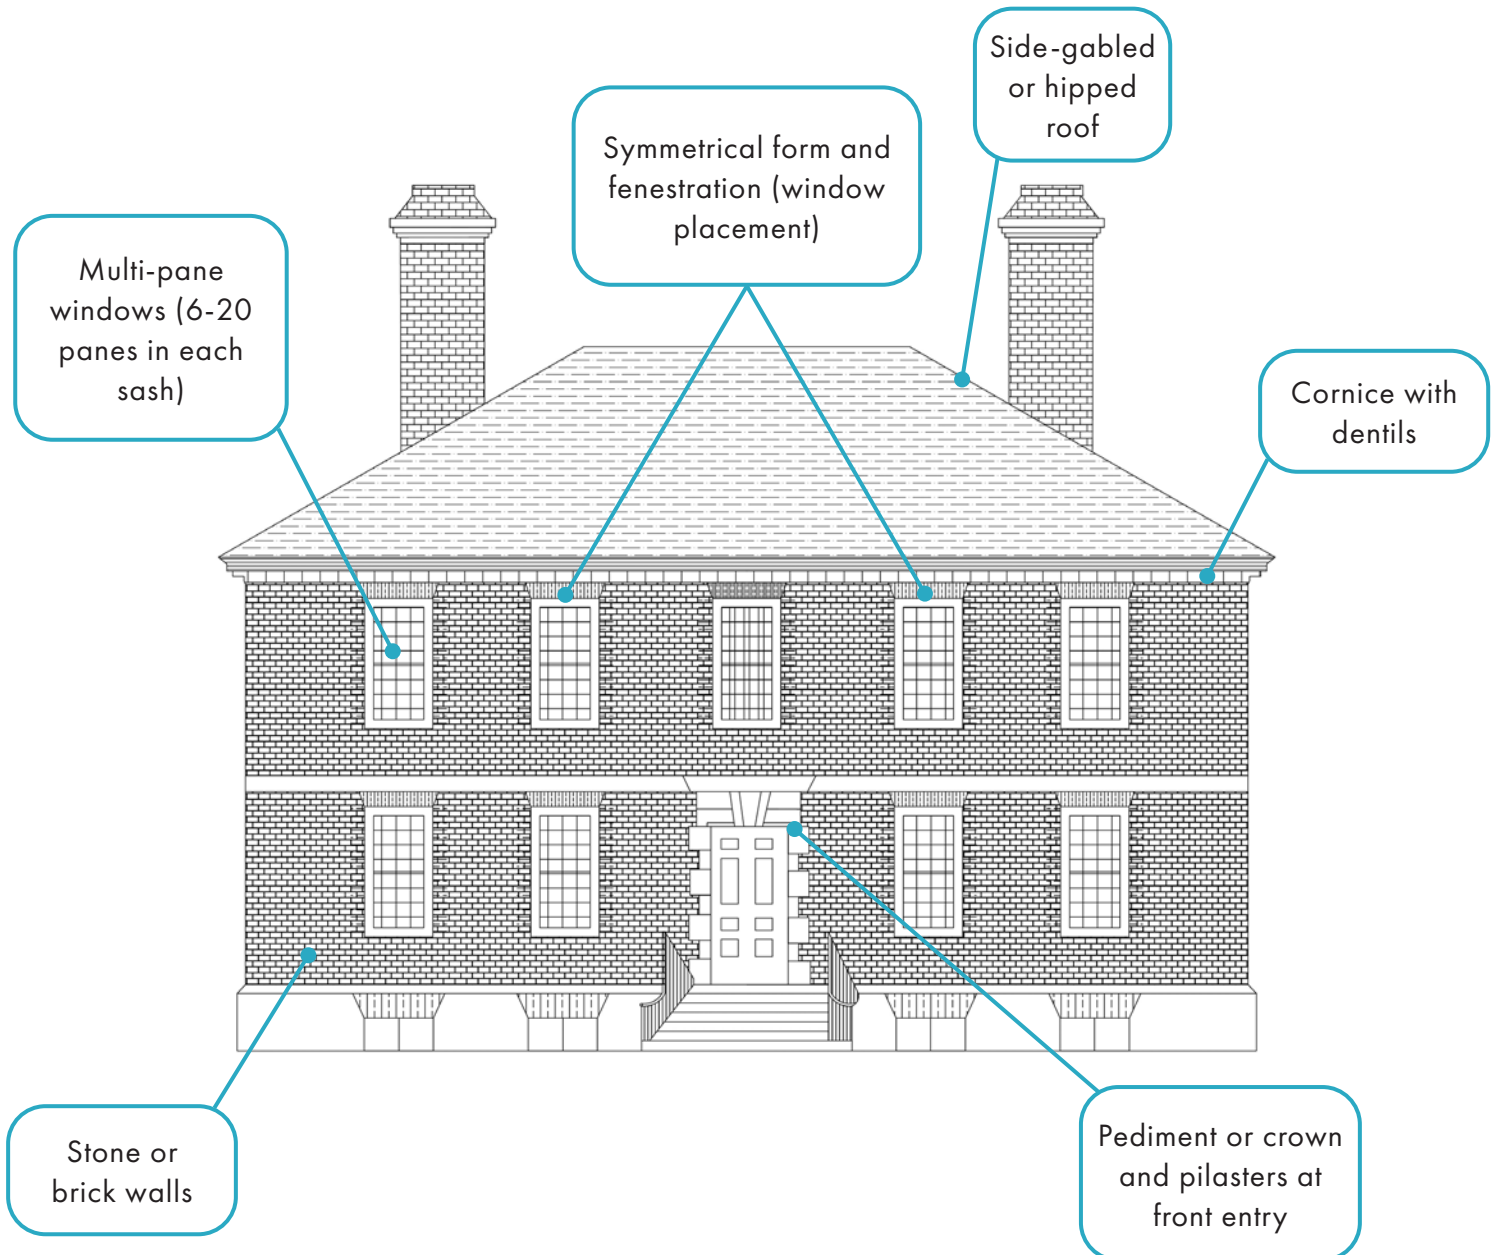 Side-gabled
or hipped
roof
Symmetrical form and
fenestration (window
placement)
Multi-pane
windows (6-20
panes in each
sash)
Cornice with
dentils
Stone or
brick walls
Pediment or crown
and pilasters at
front entry